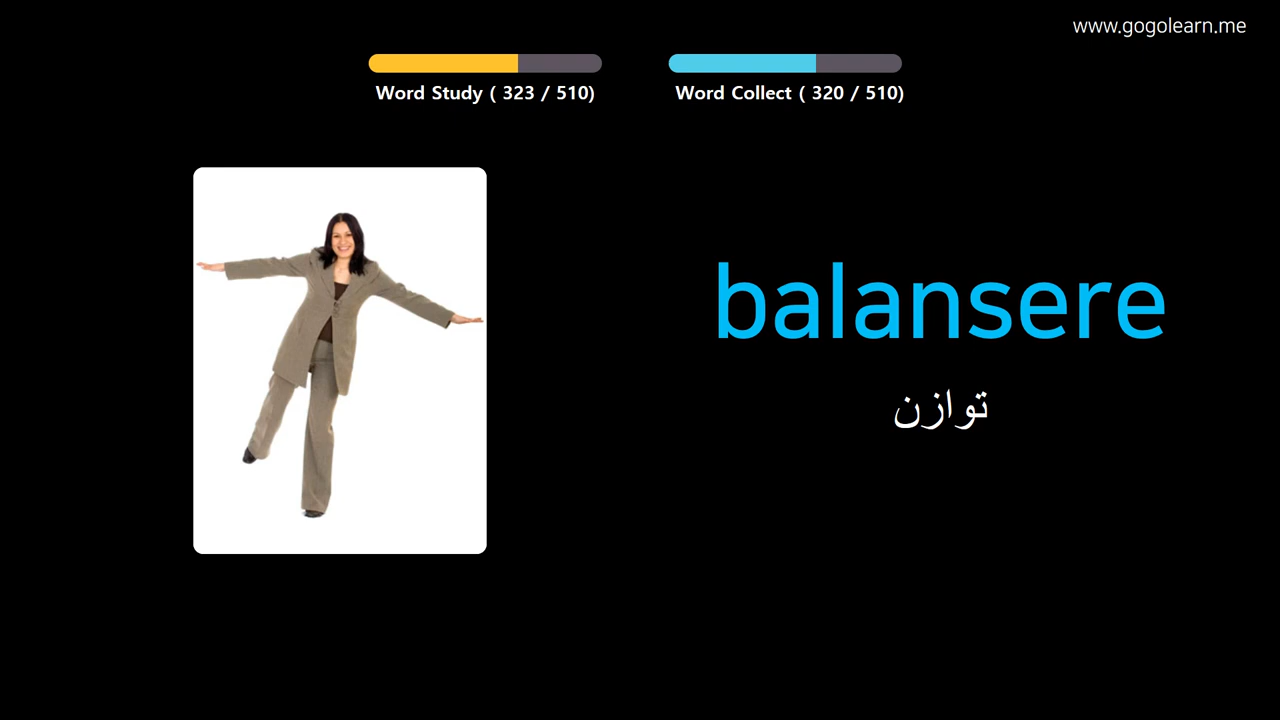 www.gogolearn.me
Word Study ( 323 / 510)
Word Collect ( 320 / 510)
balansere
توازن